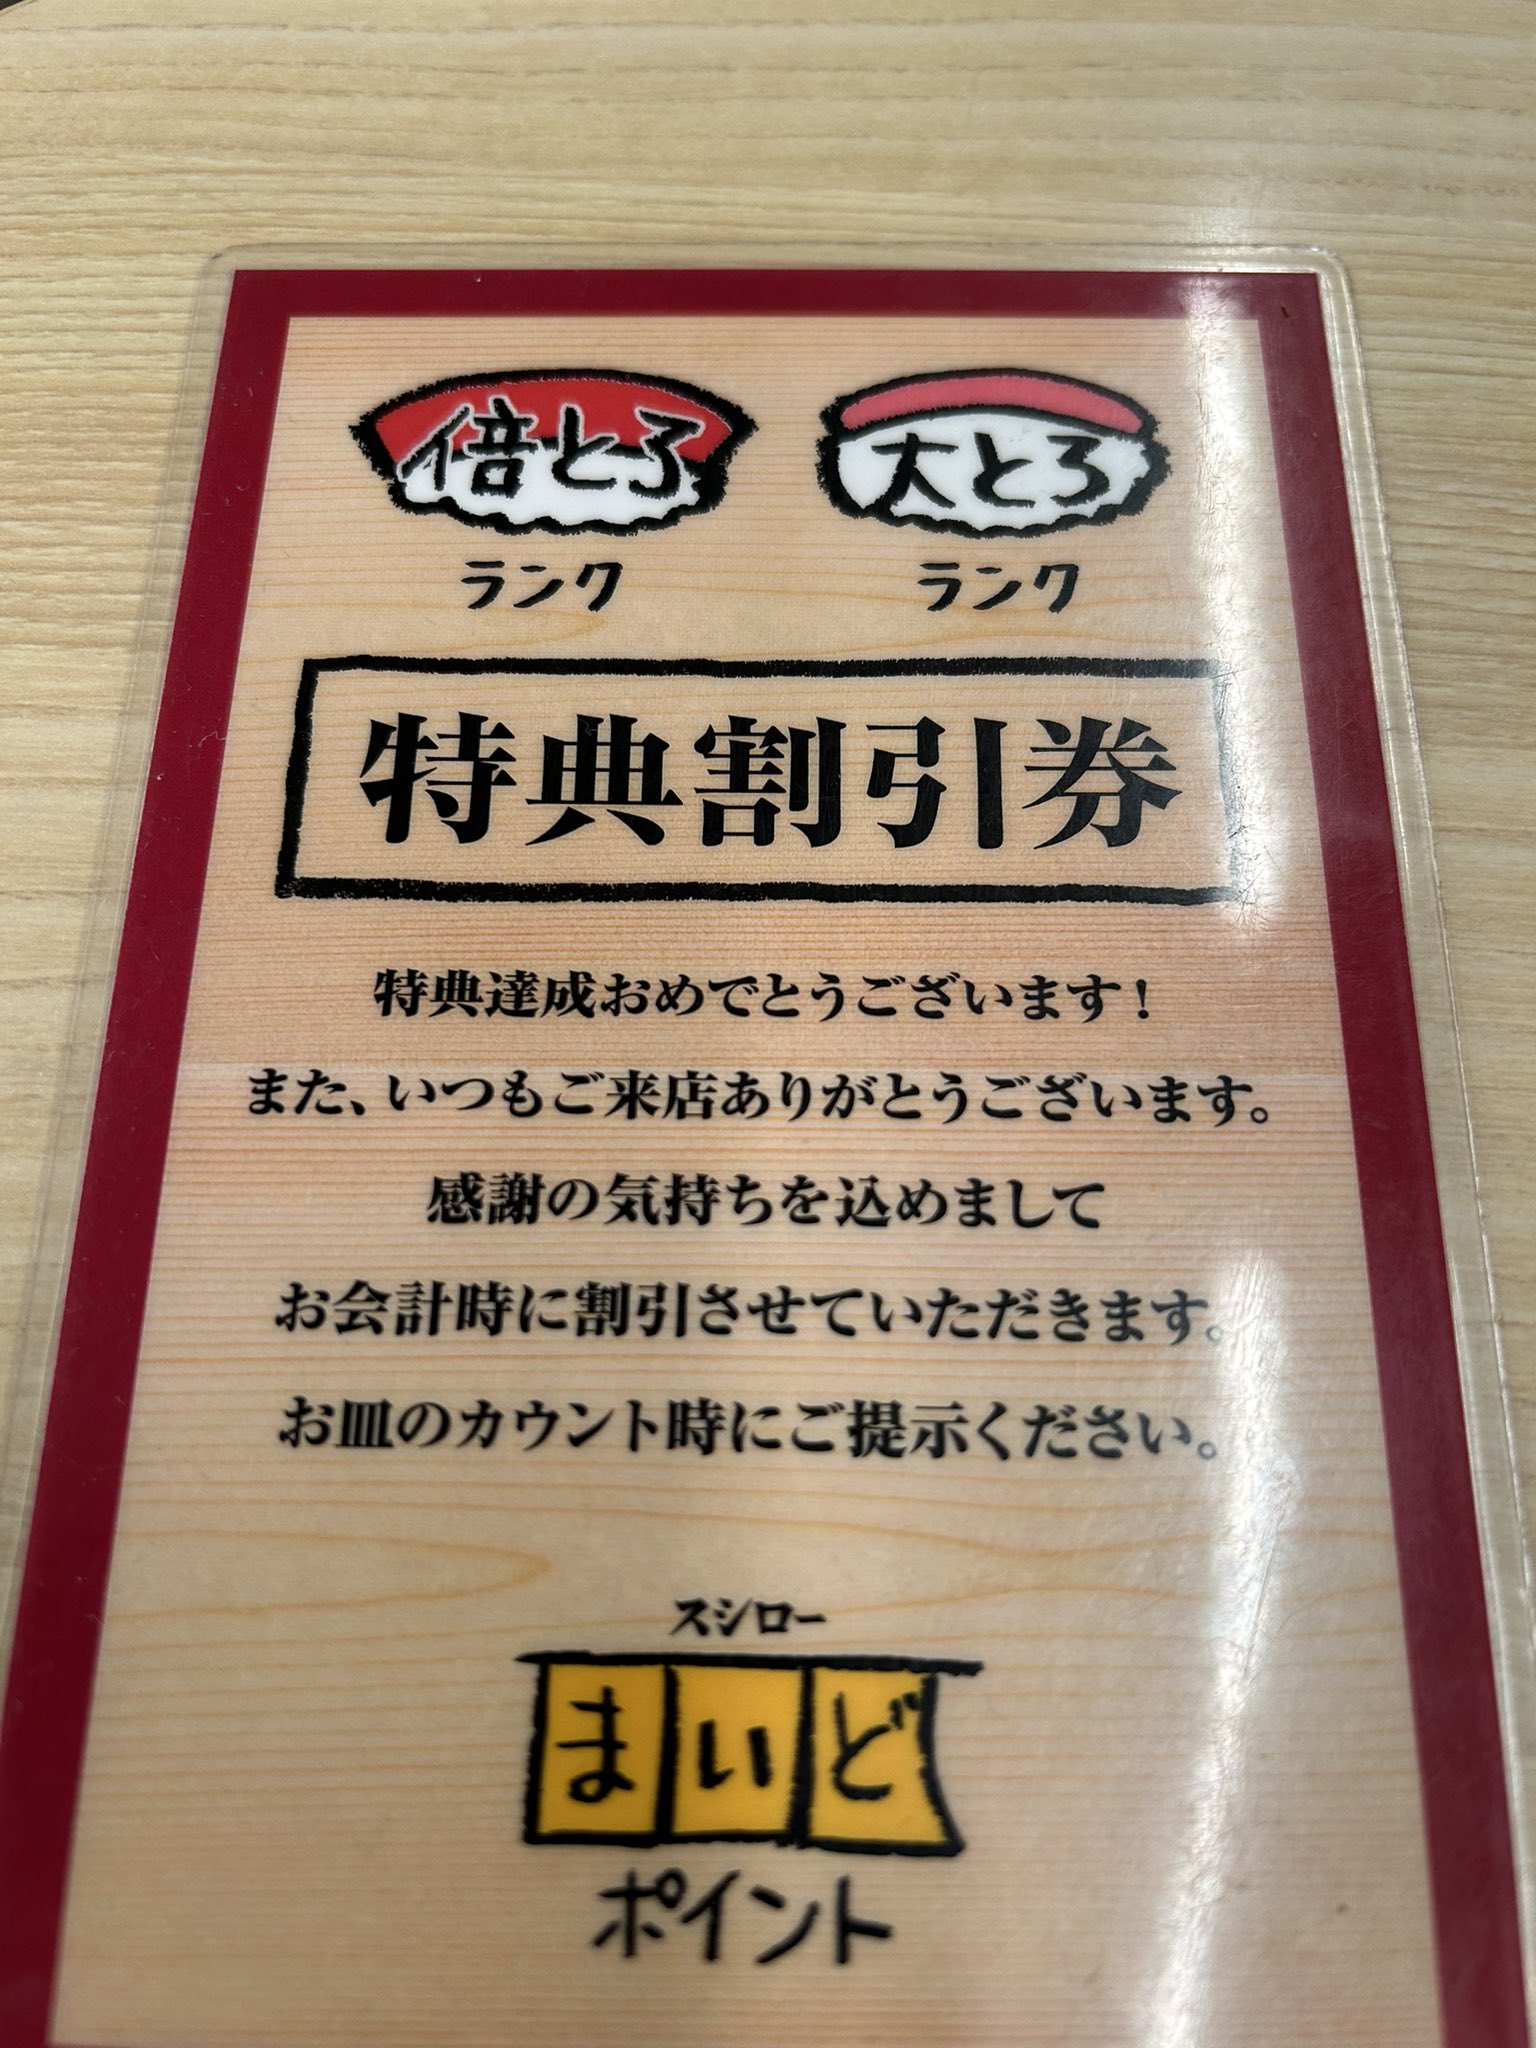 倍とろ 大とろ
ランク ランク
特典割引券
特典達成おめでとうございます！
また、いつもご来店ありがとうございます。
感謝の気持ちを込めまして
お会計時に割引させていただきます。
お皿のカウント時にご提示ください。
スシロー
まいど
ポイント